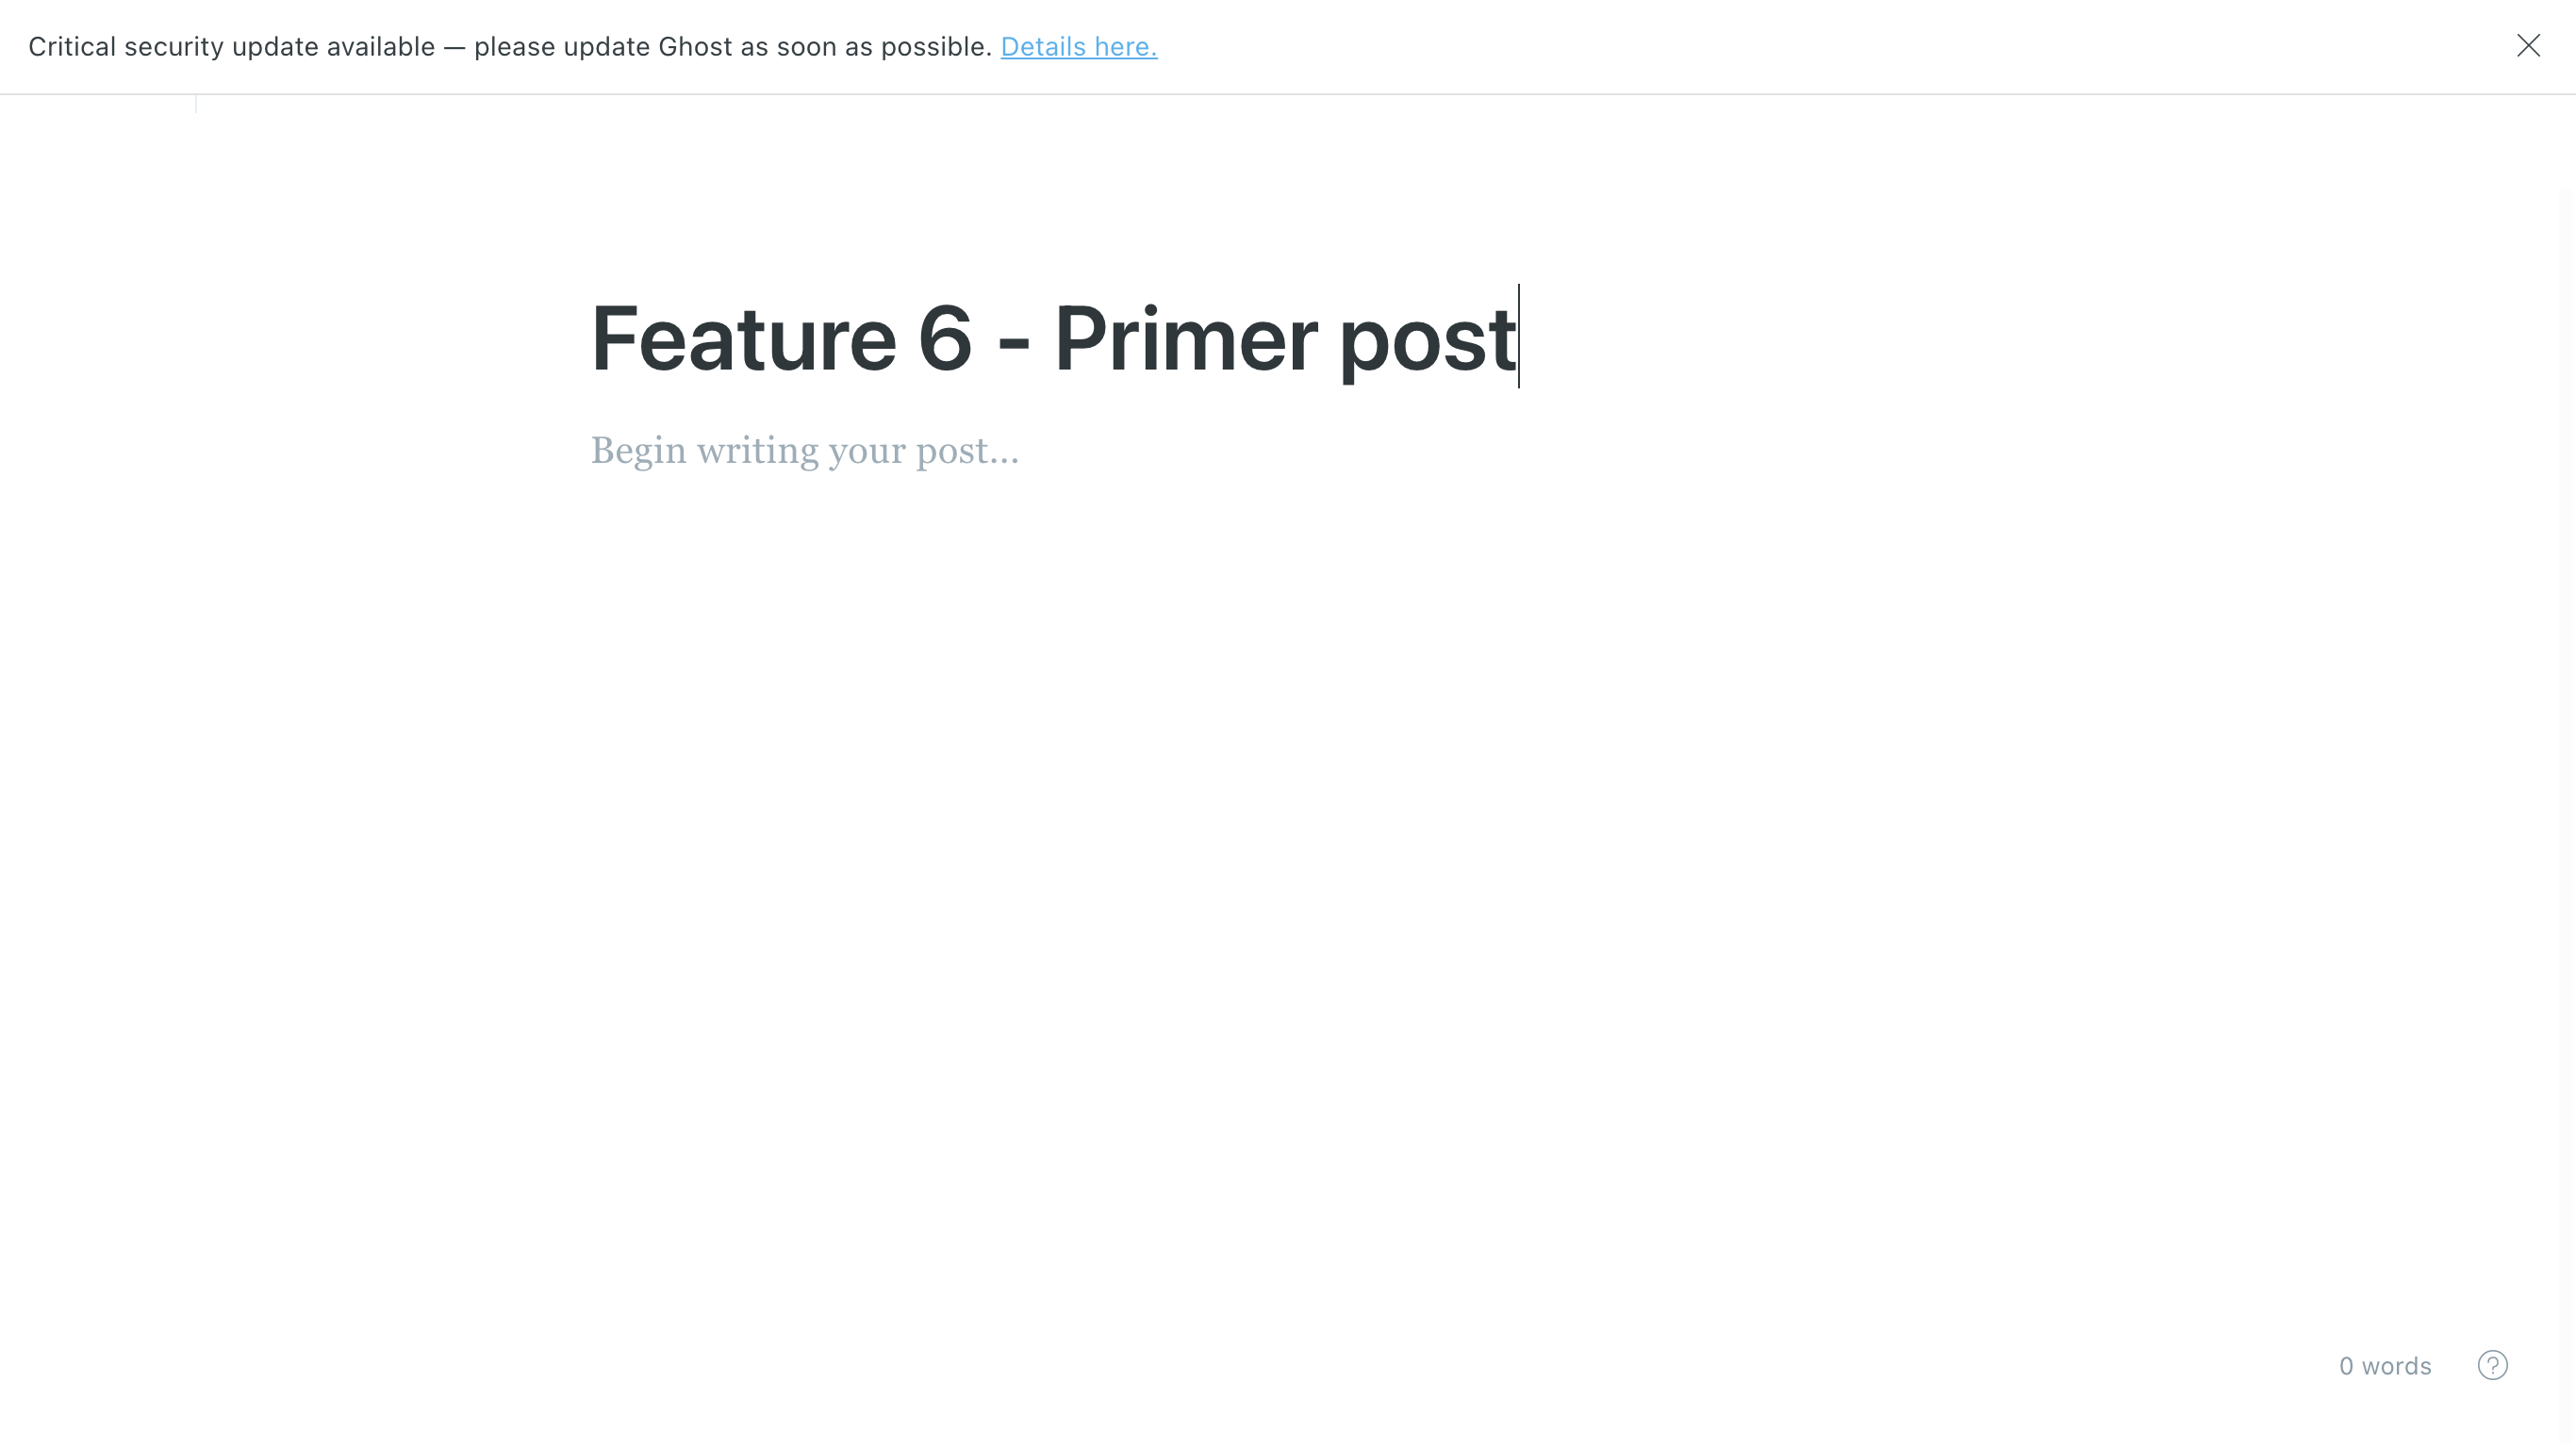 Critical security update available — please update Ghost as soon as possible. Details here.
Feature 6 - Primer post
Begin writing your post...
0 words
?